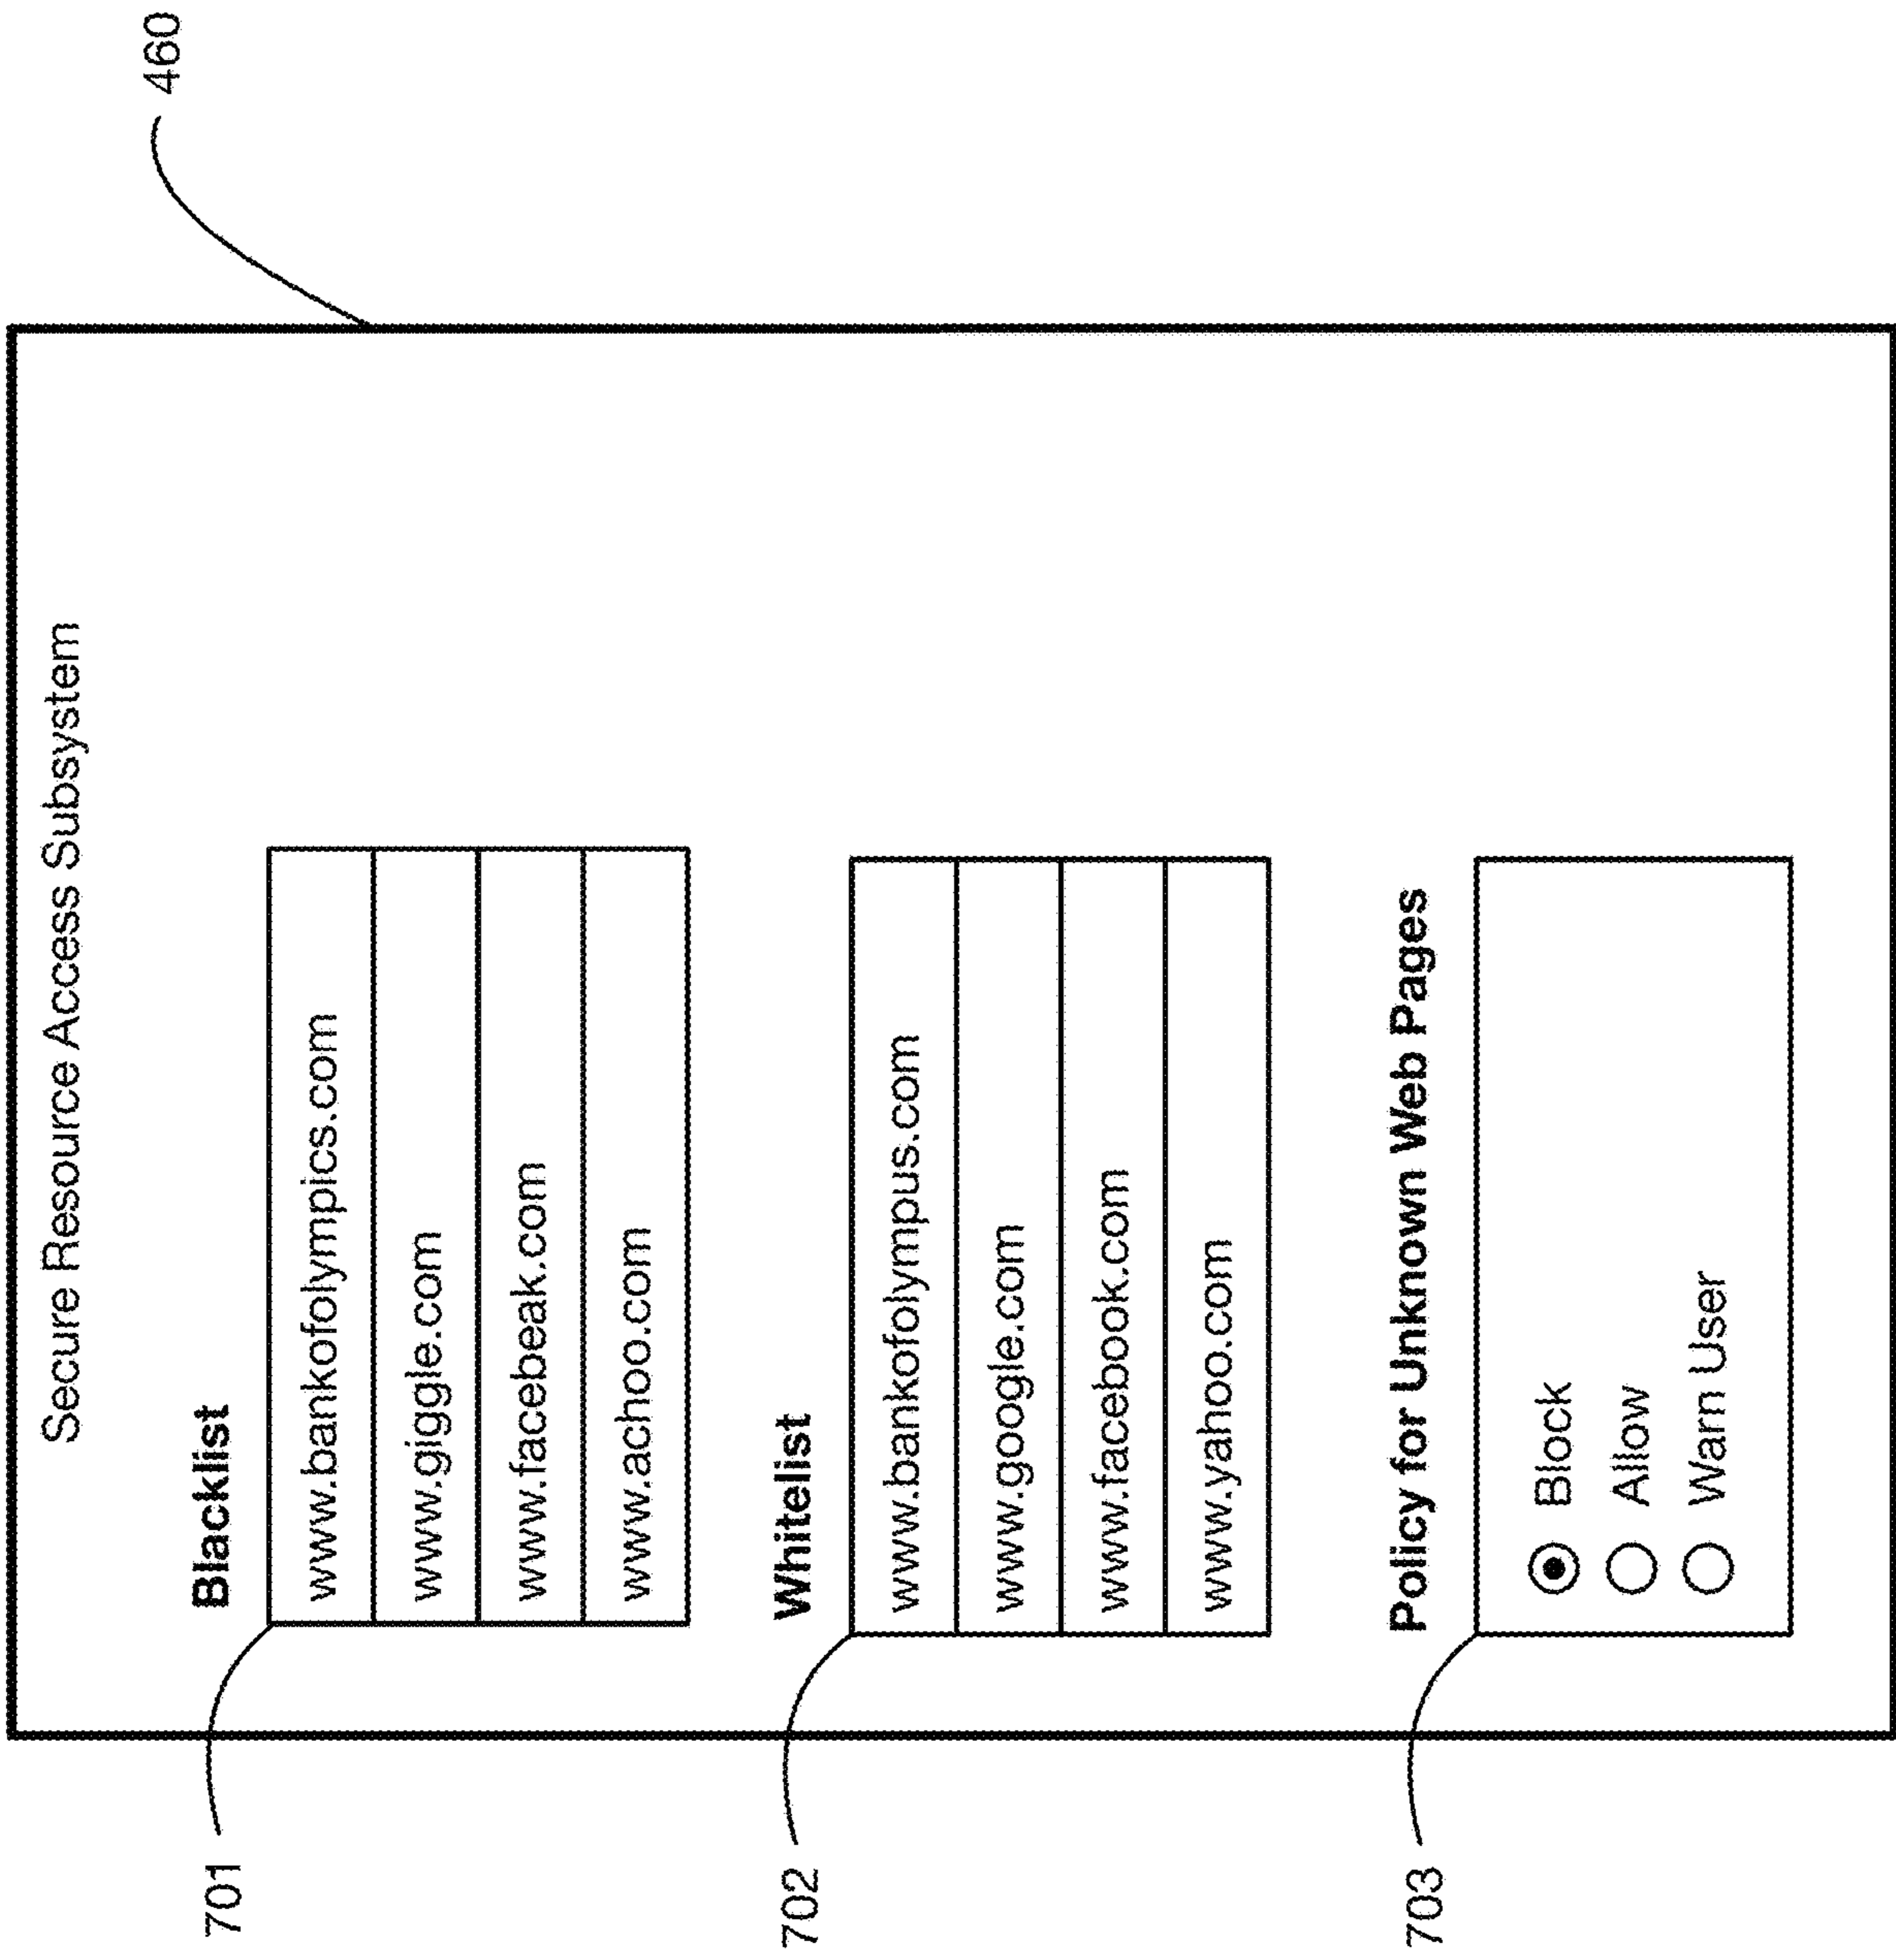 460
Secure Resource Access Subsystem
Blacklist
701
www.bankofolympics.com
www.giggle.com
www.facebeak.com
www.achoo.com
Whitelist
702
www.bankofolympus.com
www.google.com
www.facebook.com
www.yahoo.com
Policy for Unknown Web Pages
703
Block
Allow
Warn User